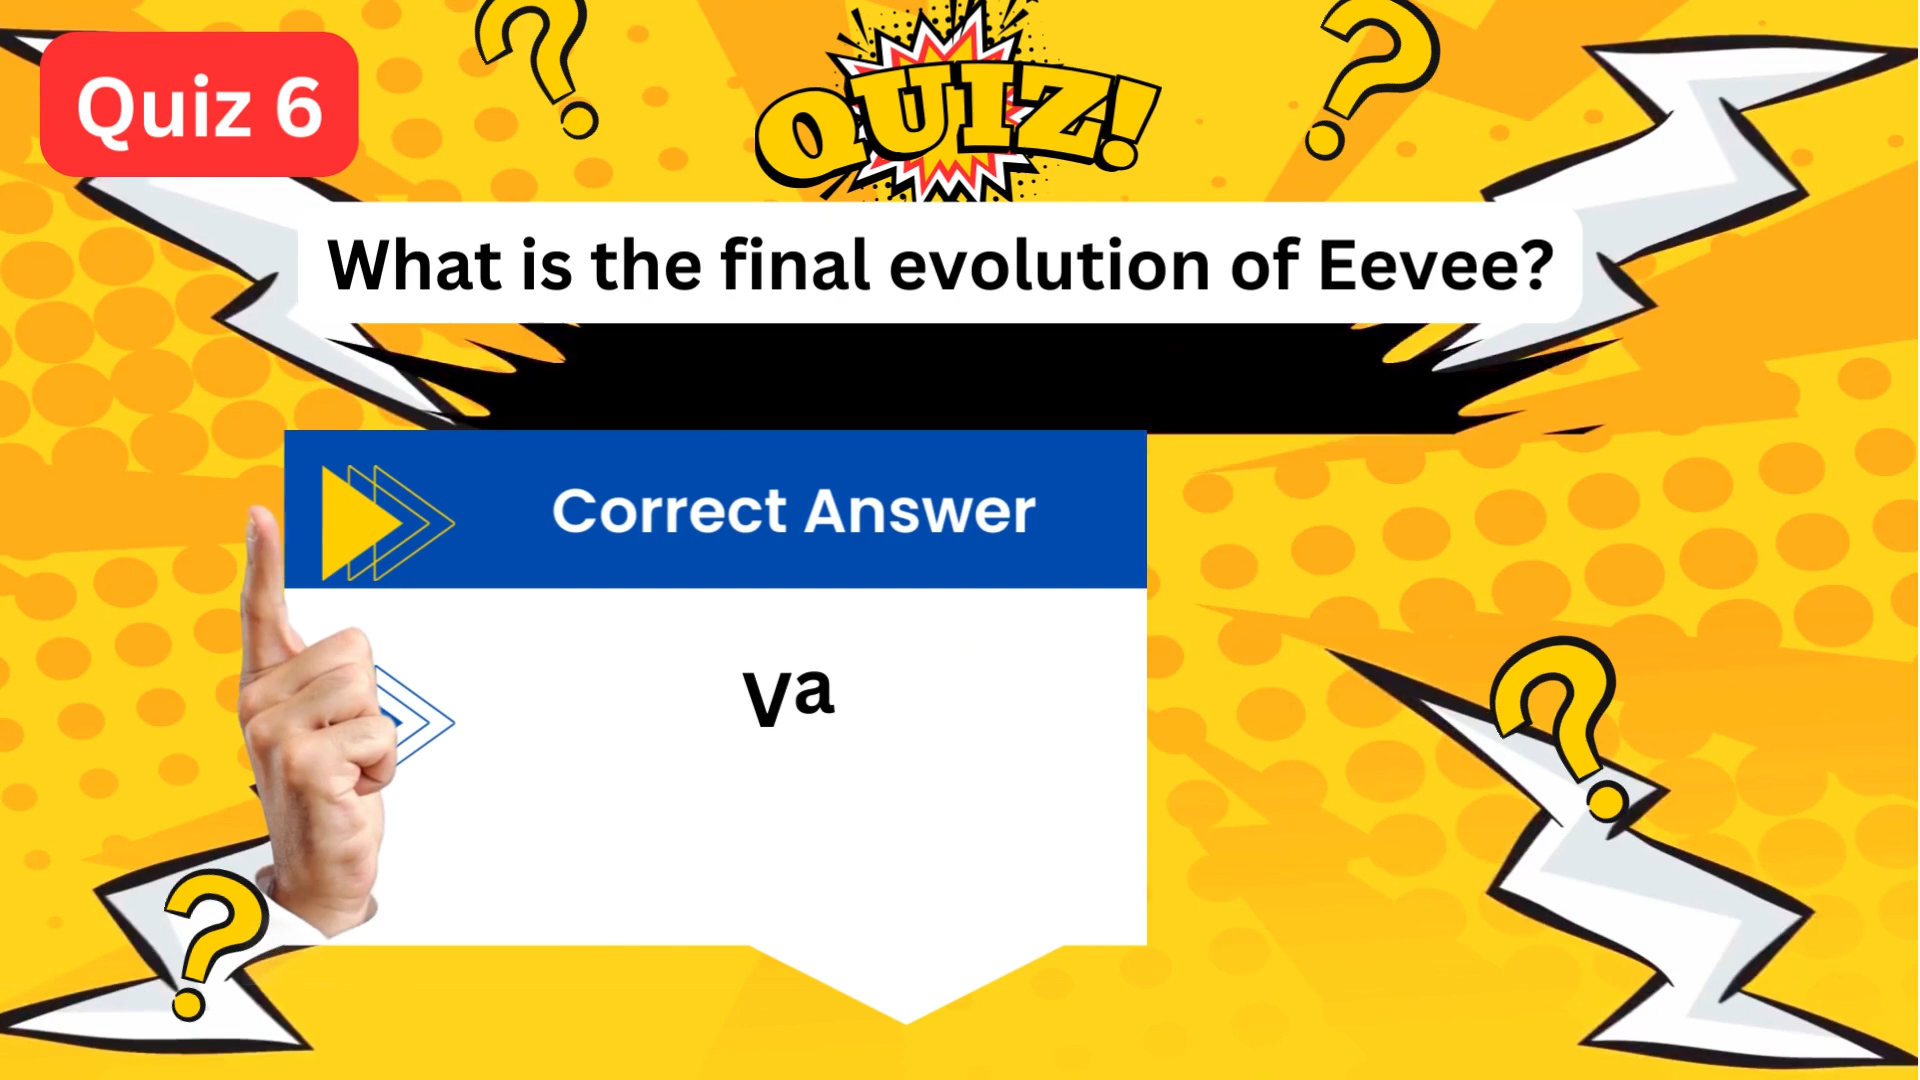 Quiz 6
QUIZ!
What is the final evolution of Eevee?
Correct Answer
Va